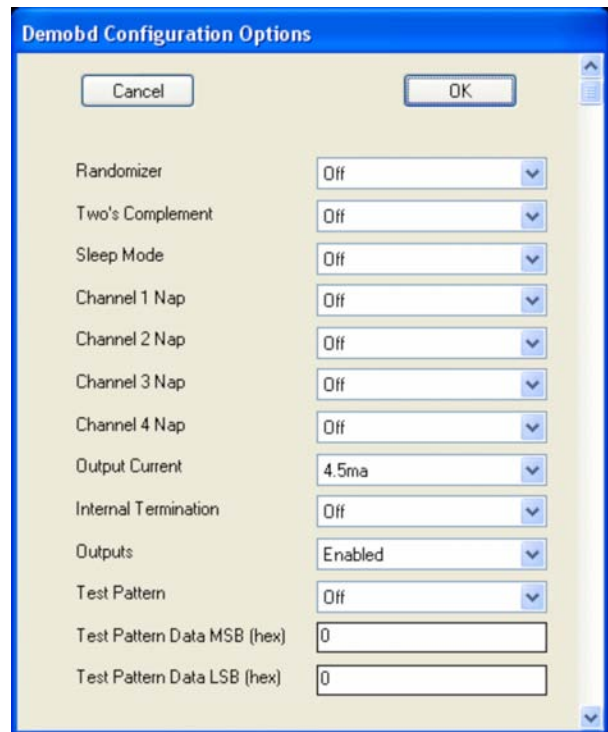 Demobd Configuration Options
Cancel OK
Randomizer Off
Two's Complement Off
Sleep Mode Off
Channel 1 Nap Off
Channel 2 Nap Off
Channel 3 Nap Off
Channel 4 Nap Off
Output Current 4.5ma
Internal Termination Off
Outputs Enabled
Test Pattern Off
Test Pattern Data MSB (hex) 0
Test Pattern Data LSB (hex) 0